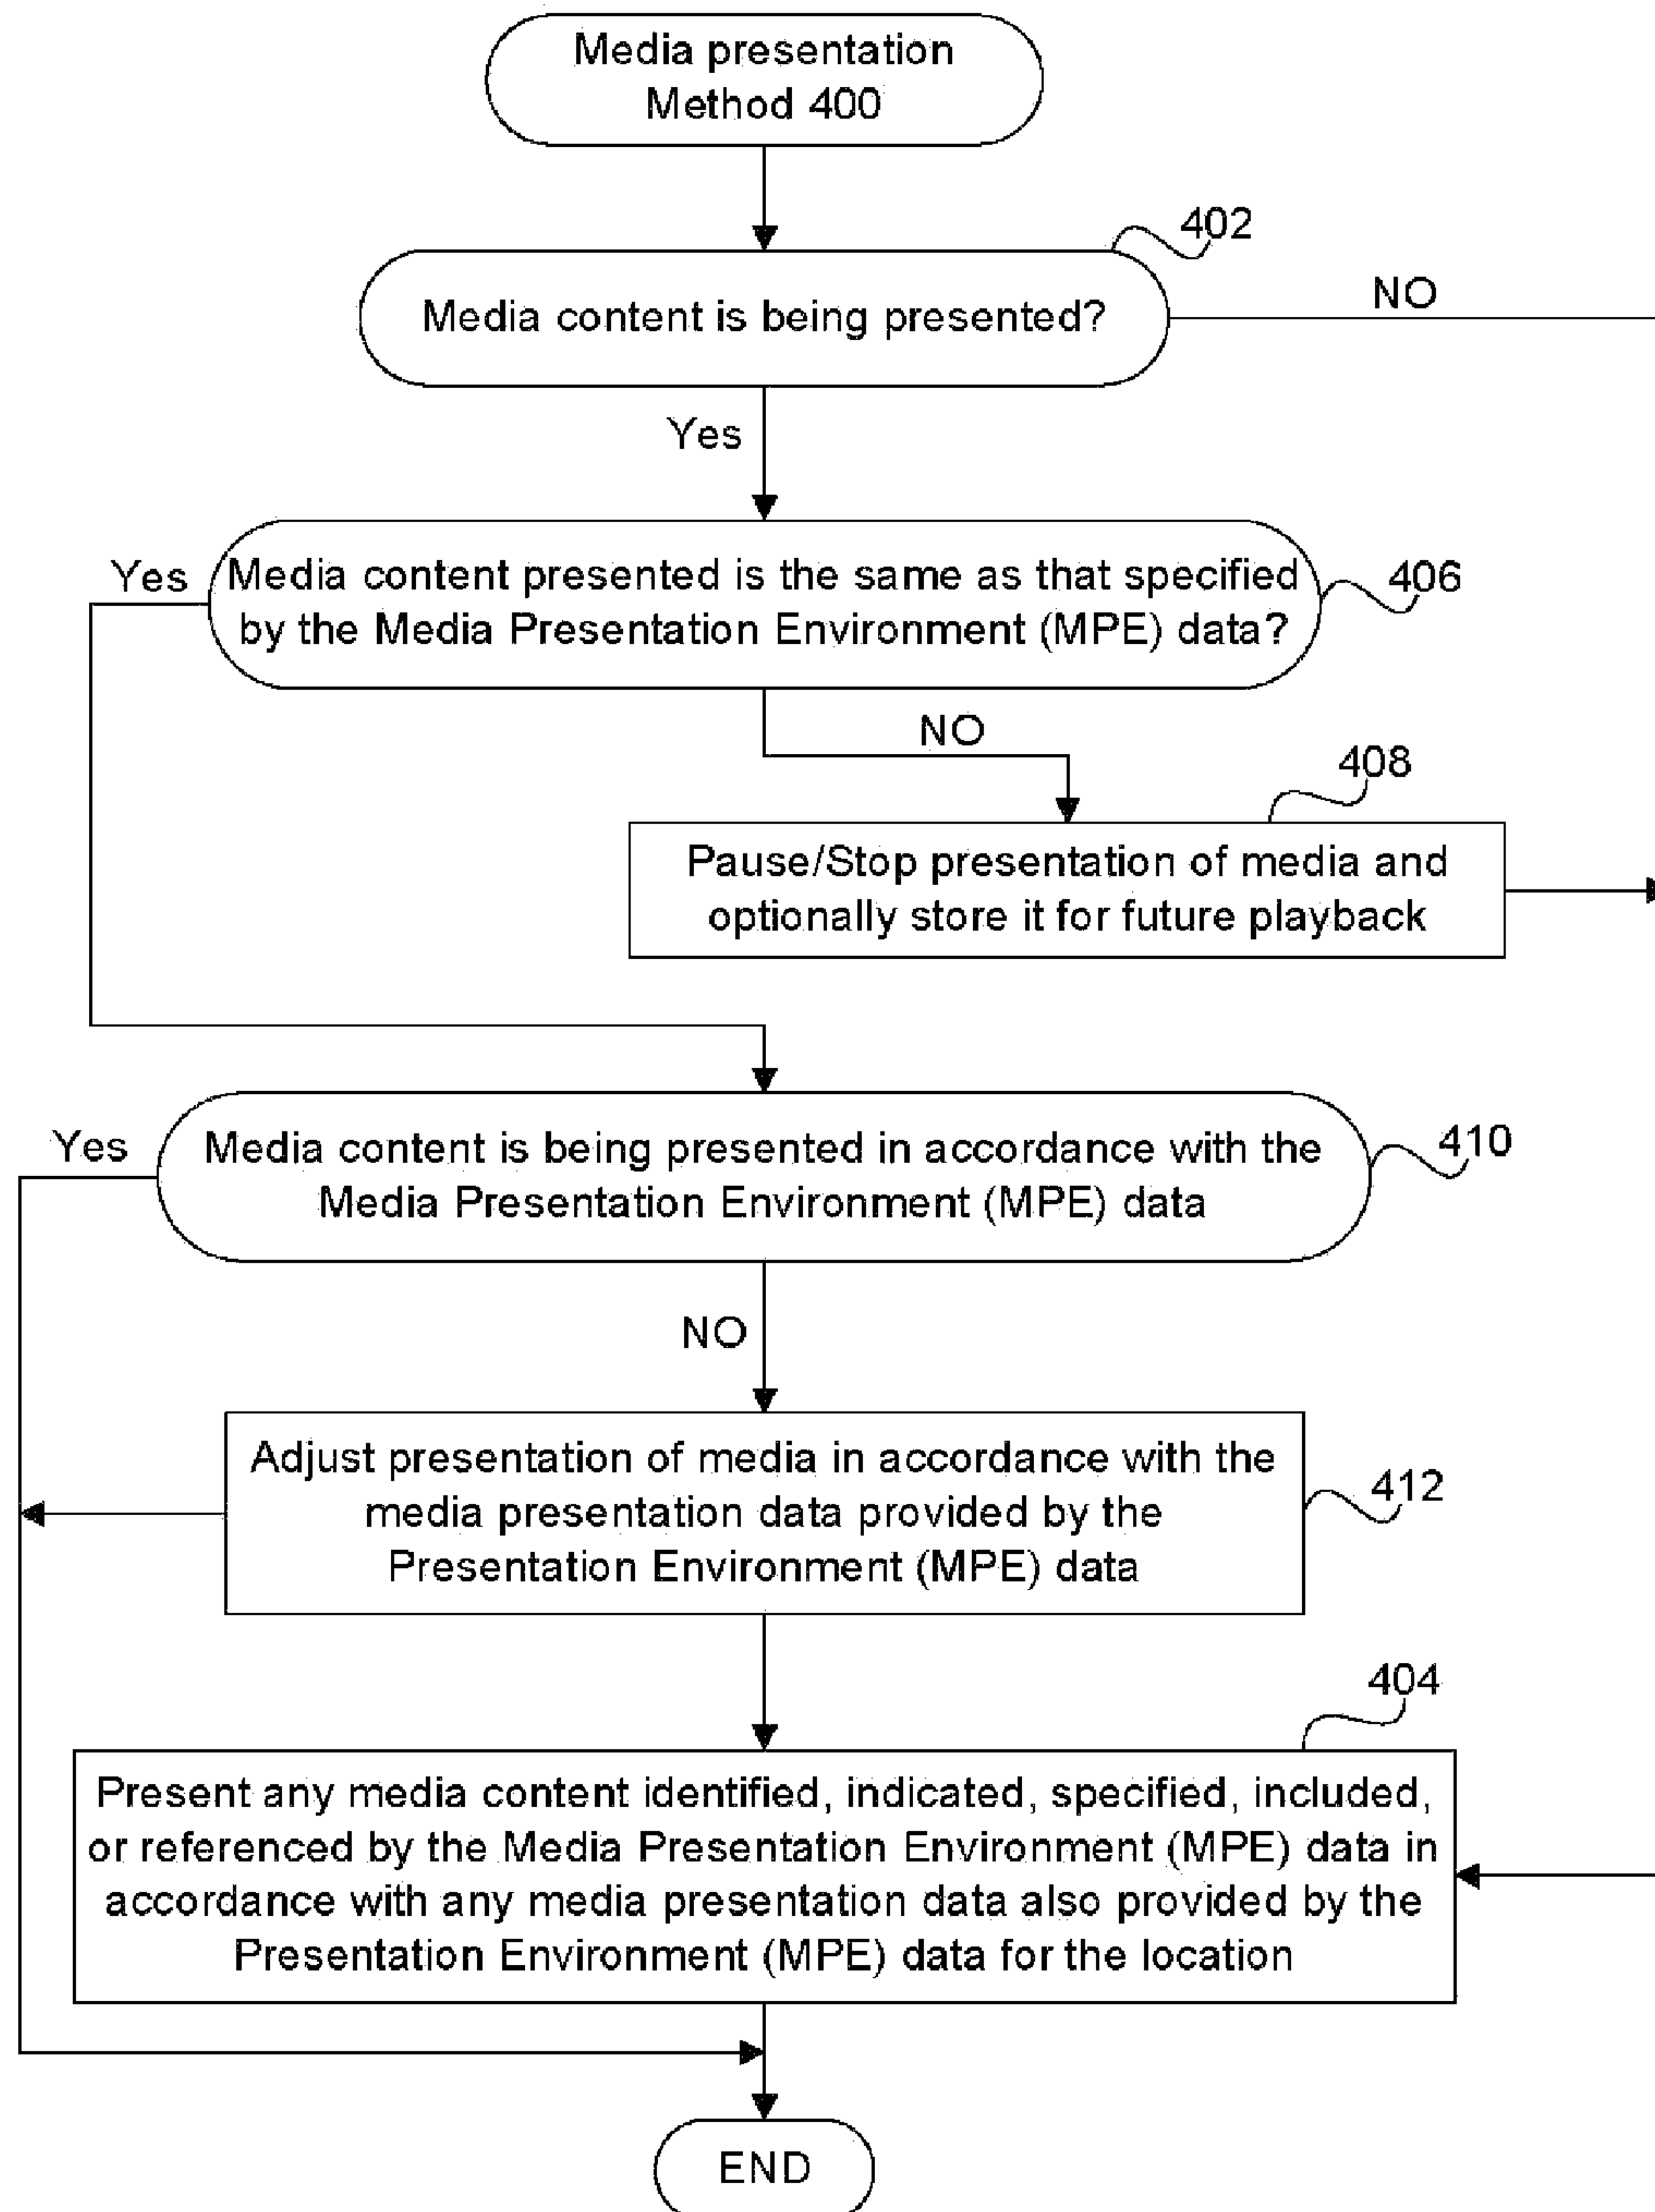 Media presentation
Method 400
402
Media content is being presented?
NO
Yes
Yes
Media content presented is the same as that specified
by the Media Presentation Environment (MPE) data?
406
NO
408
Pause/Stop presentation of media and
optionally store it for future playback
Yes
Media content is being presented in accordance with the
Media Presentation Environment (MPE) data
410
NO
Adjust presentation of media in accordance with the
media presentation data provided by the
Presentation Environment (MPE) data
412
404
Present any media content identified, indicated, specified, included,
or referenced by the Media Presentation Environment (MPE) data in
accordance with any media presentation data also provided by the
Presentation Environment (MPE) data for the location
END